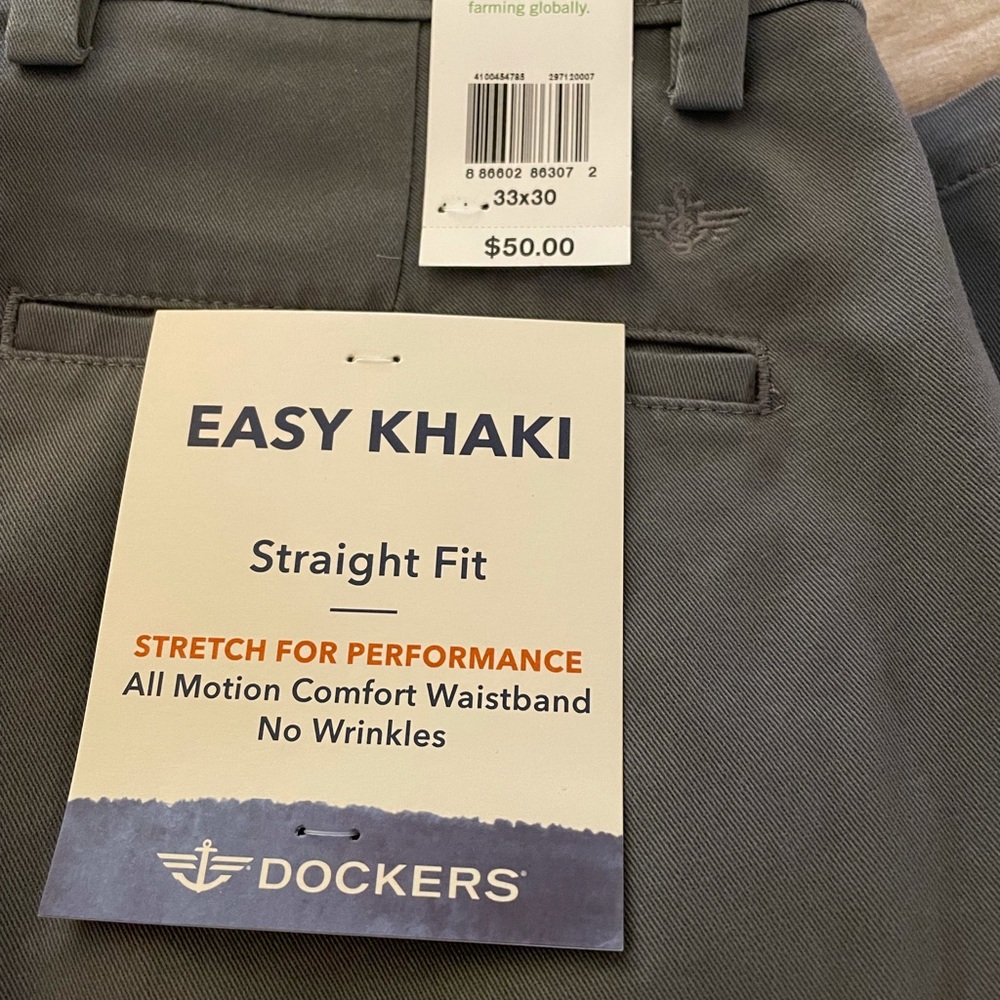 farming globally.
4100454785 297120007
8 86602 86307 2
33x30
$50.00
EASY KHAKI
Straight Fit
STRETCH FOR PERFORMANCE
All Motion Comfort Waistband
No Wrinkles
DOCKERS®